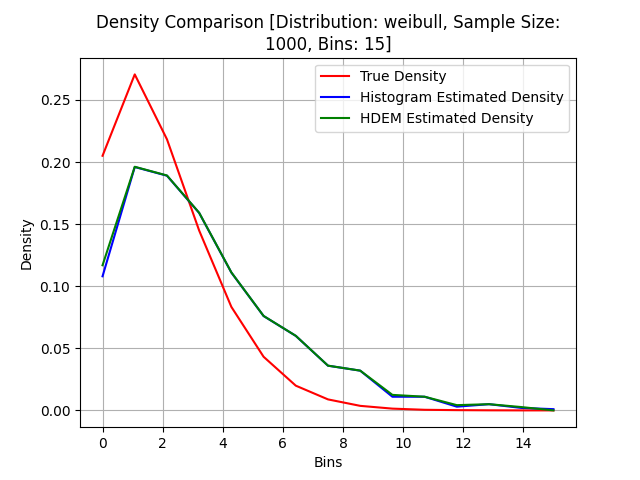 Density Comparison [Distribution: weibull, Sample Size:
1000, Bins: 15]
True Density
Histogram Estimated Density
HDEM Estimated Density
Density
0.25
0.20
0.15
0.10
0.05
0.00
0 2 4 6 8 10 12 14
Bins